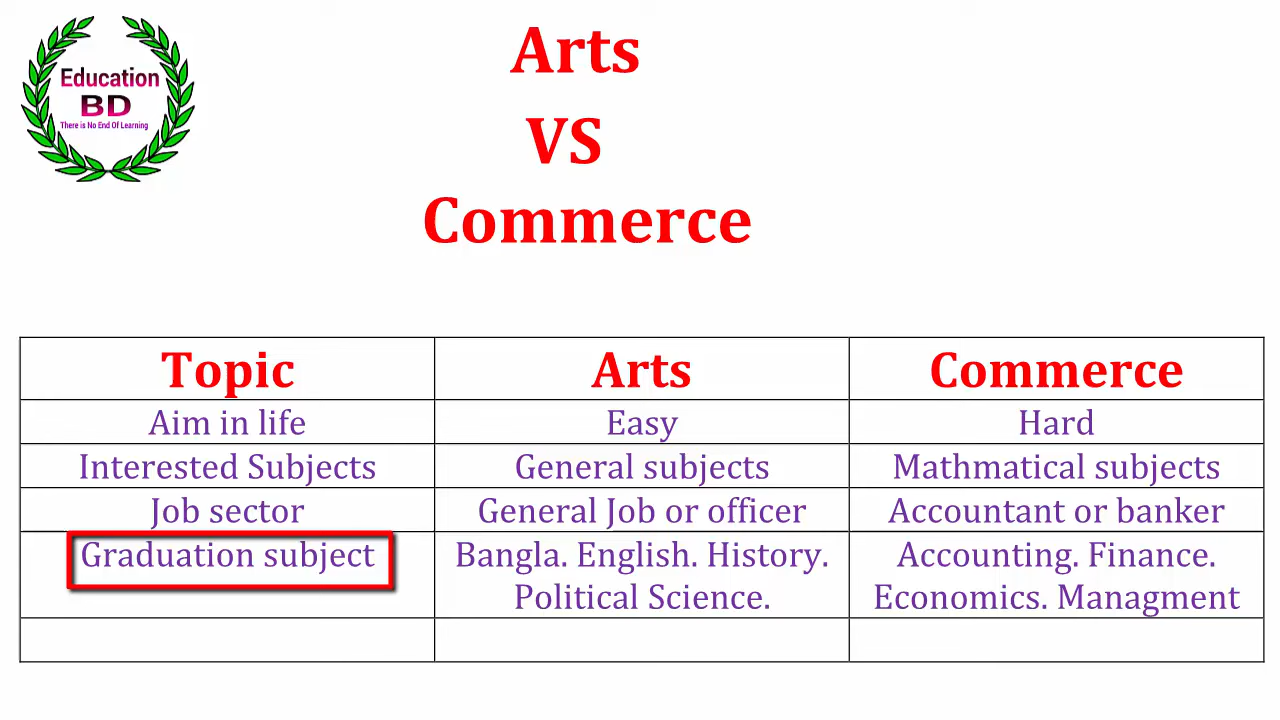 Education
BD
There is No End Of Learning
Arts
VS
Commerce
Topic Arts Commerce
Aim in life Easy Hard
Interested Subjects General subjects Mathmatical subjects
Job sector General Job or officer Accountant or banker
Graduation subject Bangla. English. History. Accounting. Finance.
Political Science. Economics. Managment